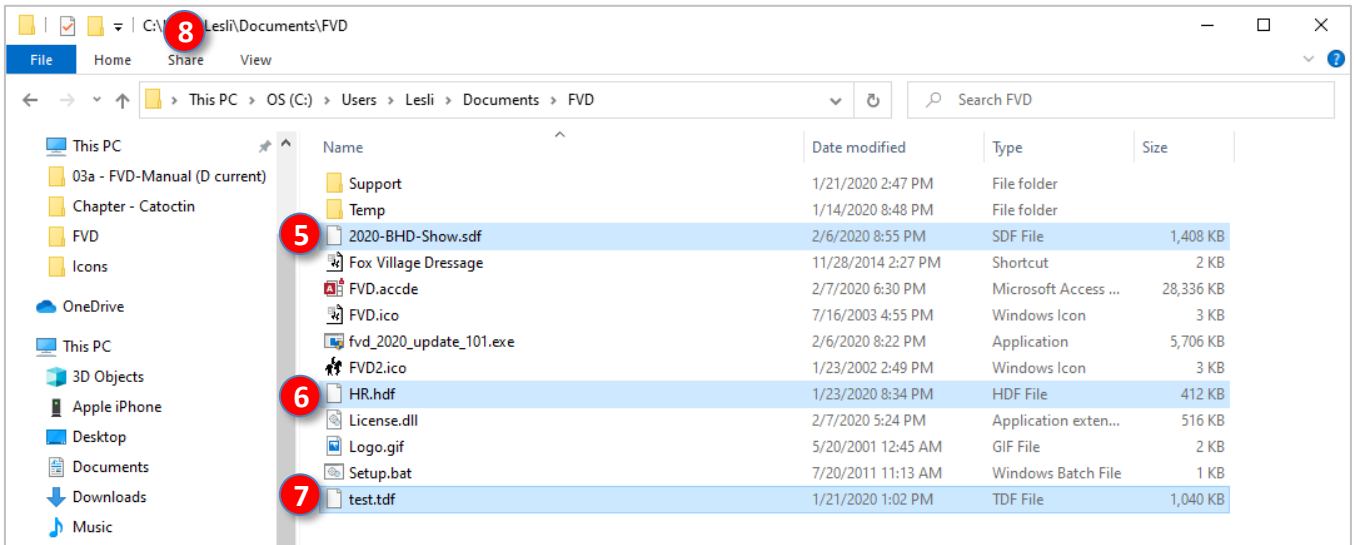 C:\ Lesli\Documents\FVD
8
File Home Share View
This PC > OS (C:) > Users > Lesli > Documents > FVD Search FVD
This PC
03a - FVD-Manual (D current)
Chapter - Catoctin
FVD
Icons
OneDrive
This PC
3D Objects
Apple iPhone
Desktop
Documents
Downloads
Music
Name Date modified Type Size
Support 1/21/2020 2:47 PM File folder
Temp 1/14/2020 8:48 PM File folder
5 2020-BHD-Show.sdf 2/6/2020 8:55 PM SDF File 1,408 KB
Fox Village Dressage 11/28/2014 2:27 PM Shortcut 2 KB
FVD.accde 2/7/2020 6:30 PM Microsoft Access ... 28,336 KB
FVD.ico 7/16/2003 4:55 PM Windows Icon 3 KB
fvd_2020_update_101.exe 2/6/2020 8:22 PM Application 5,706 KB
FVD2.ico 1/23/2002 2:49 PM Windows Icon 3 KB
6 HR.hdf 1/23/2020 8:34 PM HDF File 412 KB
License.dll 2/7/2020 5:24 PM Application exten... 516 KB
Logo.gif 5/20/2001 12:45 AM GIF File 2 KB
Setup.bat 7/20/2011 11:13 AM Windows Batch File 1 KB
7 test.tdf 1/21/2020 1:02 PM TDF File 1,040 KB